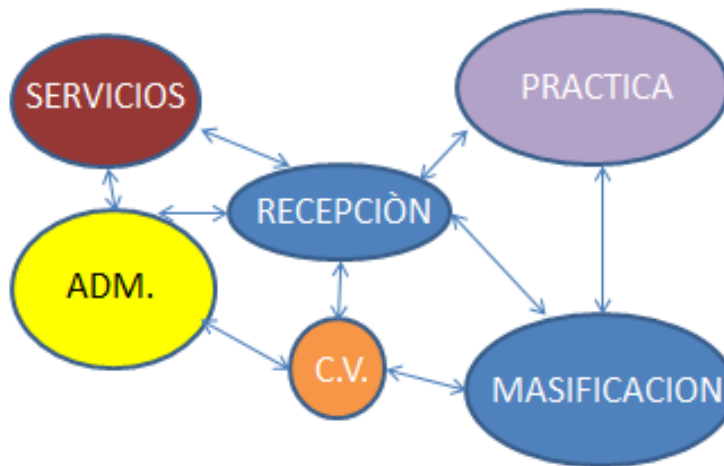 SERVICIOS
PRACTICA
RECEPCIÒN
ADM.
C.V.
MASIFICACION